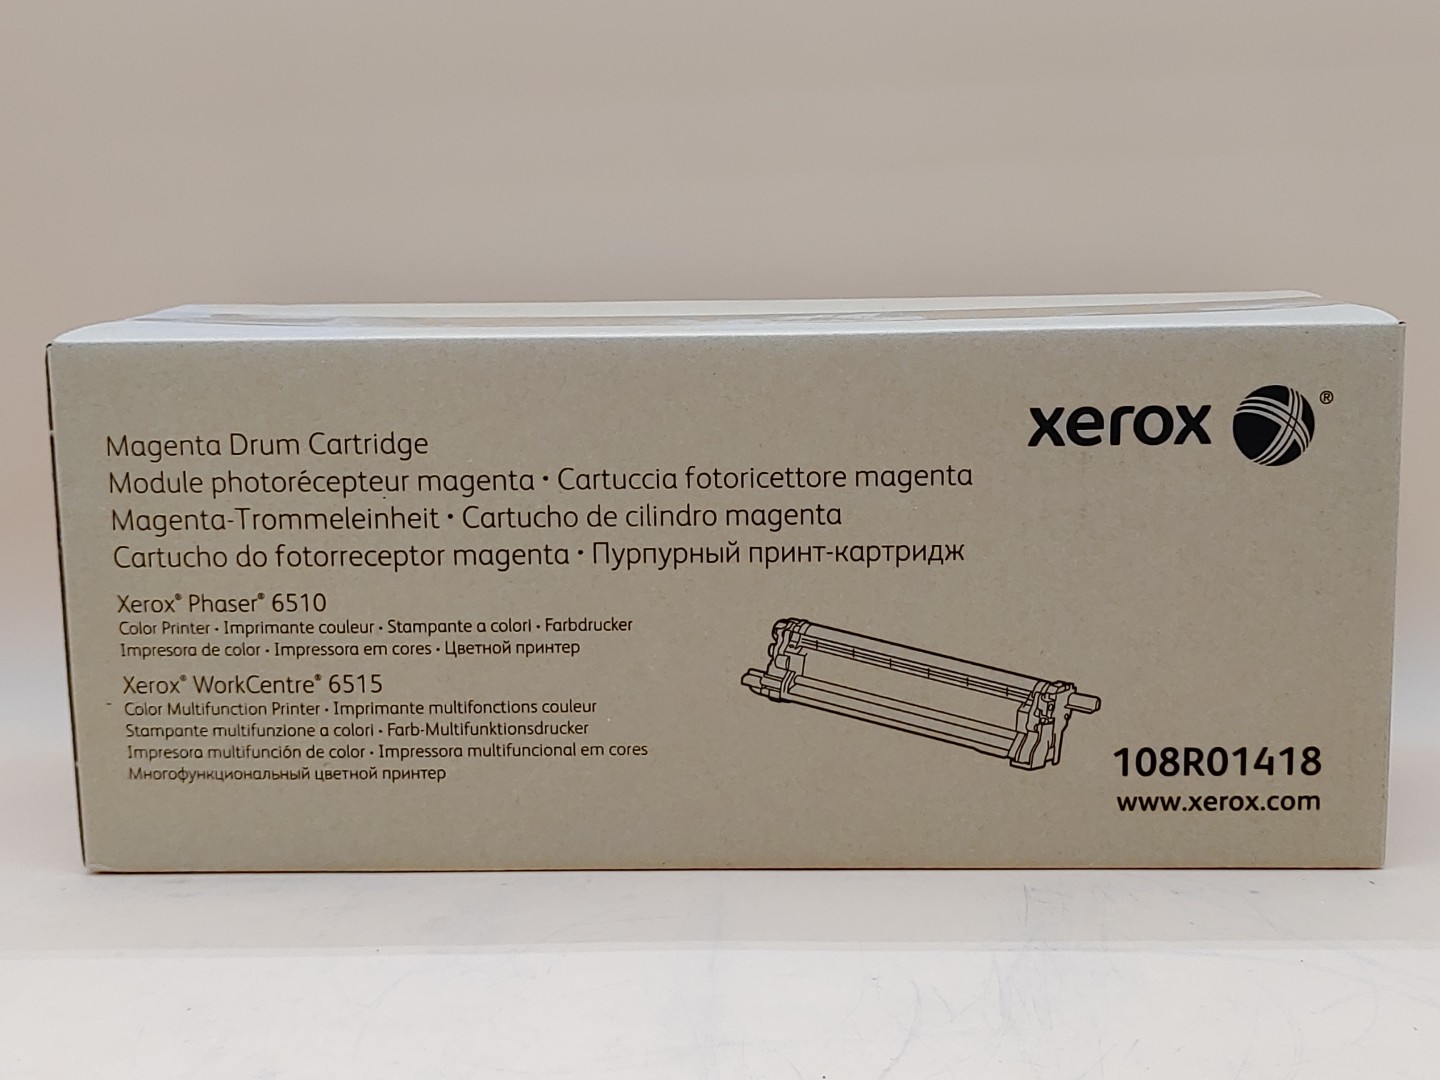 xerox ®
Magenta Drum Cartridge
Module photorécepteur magenta • Cartuccia fotoricettore magenta
Magenta-Trommeleinheit • Cartucho de cilindro magenta
Cartucho do fotorreceptor magenta • Пурпурный принт-картридж
Xerox® Phaser® 6510
Color Printer • Imprimante couleur • Stampante a colori • Farbdrucker
Impresora de color • Impressora em cores • Цветной принтер
Xerox® WorkCentre® 6515
Color Multifunction Printer • Imprimante multifonctions couleur
Stampante multifunzione a colori • Farb-Multifunktionsdrucker
Impresora multifunción de color • Impressora multifuncional em cores
Многофункциональный цветной принтер
108R01418
www.xerox.com